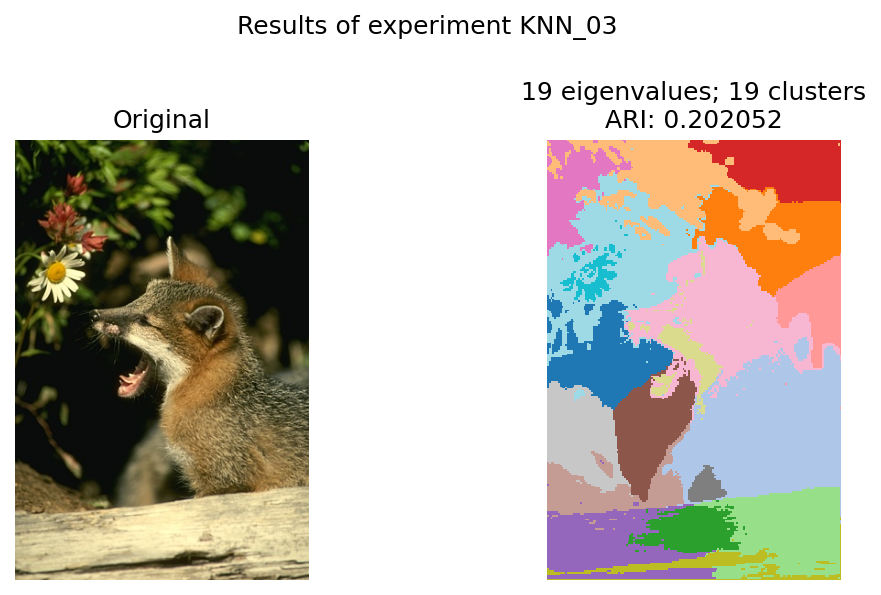 Results of experiment KNN_03
Original
19 eigenvalues; 19 clusters
ARI: 0.202052